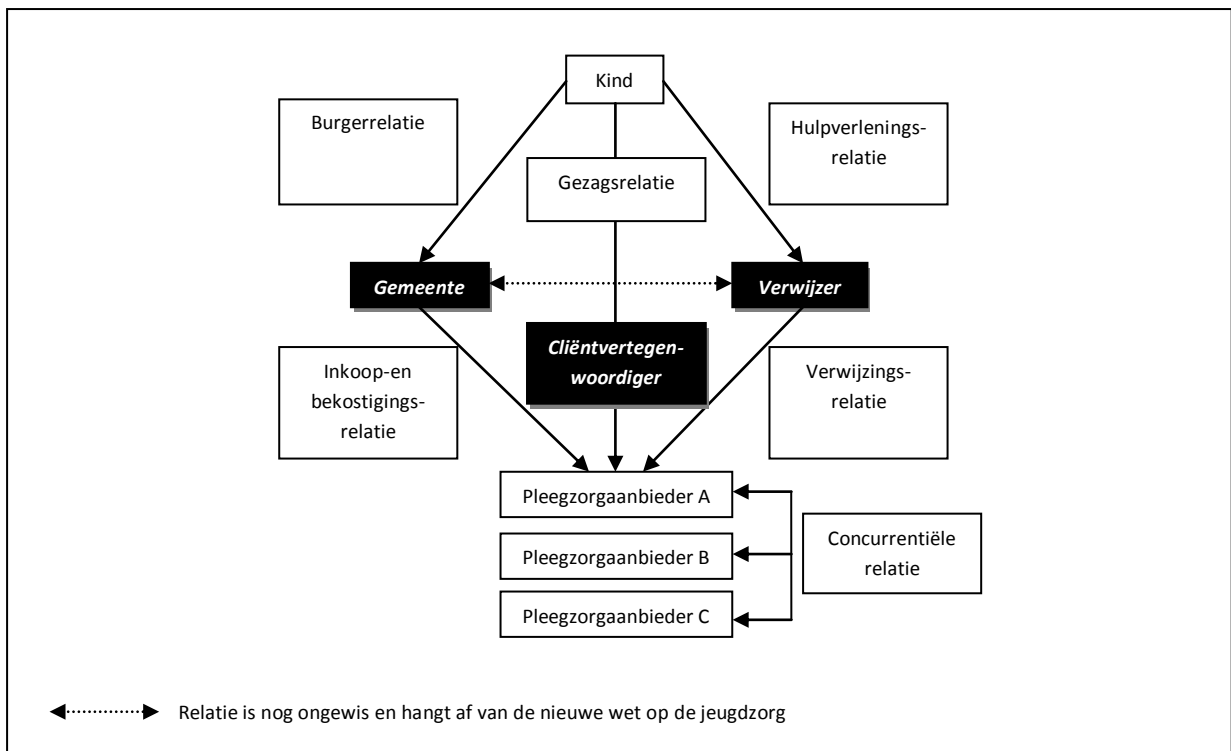 Kind
Burgerrelatie
Hulpverlenings-
relatie
Gezagsrelatie
Gemeente
Verwijzer
Cliëntvertegen-
woordiger
Inkoop-en
bekostigings-
relatie
Verwijzings-
relatie
Pleegzorgaanbieder A
Pleegzorgaanbieder B
Pleegzorgaanbieder C
Concurrentiële
relatie
Relatie is nog ongewis en hangt af van de nieuwe wet op de jeugdzorg